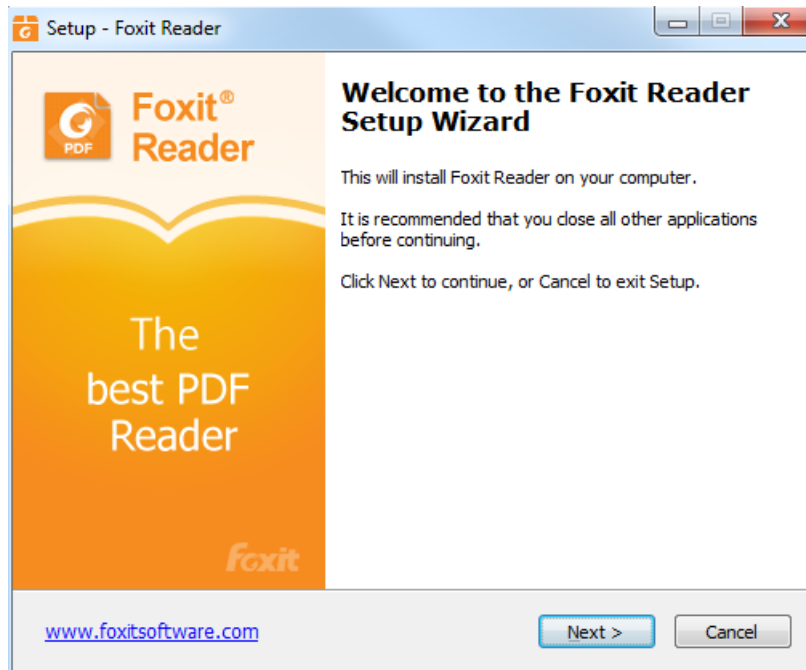 Setup - Foxit Reader
Foxit®
Reader
PDF
The
best PDF
Reader
Foxit
Welcome to the Foxit Reader
Setup Wizard
This will install Foxit Reader on your computer.
It is recommended that you close all other applications
before continuing.
Click Next to continue, or Cancel to exit Setup.
www.foxitsoftware.com
Next >
Cancel